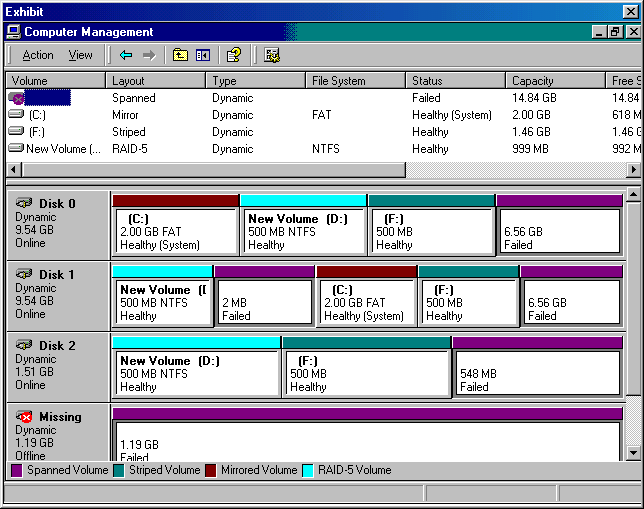 Exhibit
Computer Management
Action View
Volume Layout Type File System Status Capacity Free S
Spanned Dynamic Failed 14.84 GB 14.84
(C:) Mirror Dynamic FAT Healthy (System) 2.00 GB 618 M
(F:) Striped Dynamic Healthy 1.46 GB 1.46 G
New Volume (... RAID-5 Dynamic NTFS Healthy 999 MB 992 M
Disk 0
Dynamic
9.54 GB
Online
(C:)
2.00 GB FAT
Healthy (System)
New Volume (D:)
500 MB NTFS
Healthy
(F:)
500 MB
Healthy
6.56 GB
Failed
Disk 1
Dynamic
9.54 GB
Online
New Volume (
500 MB NTFS
Healthy
2 MB
Failed
(C:)
2.00 GB FAT
Healthy (System)
(F:)
500 MB
Healthy
6.56 GB
Failed
Disk 2
Dynamic
1.51 GB
Online
New Volume (D:)
500 MB NTFS
Healthy
(F:)
500 MB
Healthy
548 MB
Failed
Missing
Dynamic
1.19 GB
Offline
1.19 GB
Failed
Spanned Volume Striped Volume Mirrored Volume RAID-5 Volume